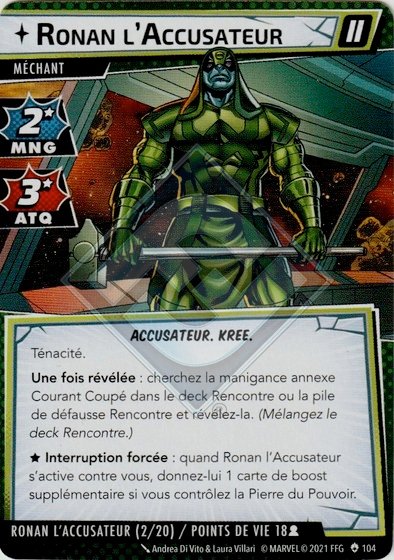 RONAN L'ACCUSATEUR
II
MÉCHANT
2★
MNG
3★
ATQ
ACCUSATEUR. KREE.
Ténacité.
Une fois révélée : cherchez la manigance annexe
Courant Coupé dans le deck Rencontre ou la pile
de défausse Rencontre et révélez-la. (Mélangez le
deck Rencontre.)
★ Interruption forcée : quand Ronan l'Accusateur
s'active contre vous, donnez-lui 1 carte de boost
supplémentaire si vous contrôlez la Pierre du Pouvoir.
RONAN L'ACCUSATEUR (2/20) / POINTS DE VIE 18
Andrea Di Vito & Laura Villari © MARVEL © 2021 FFG 104